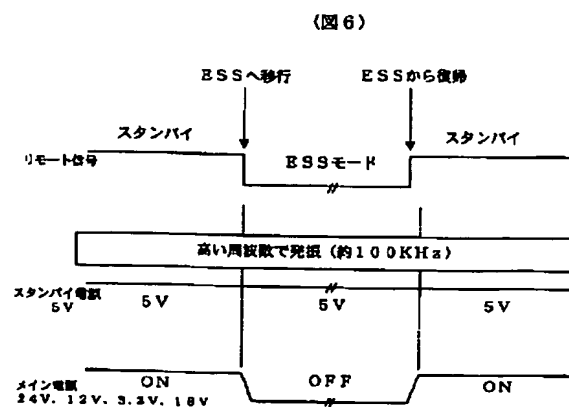 (図6)
ESSへ移行 ESSから復帰
スタンバイ スタンバイ
リモート信号 ESSモード
高い周波数で発振(約100KHz)
スタンバイ電源
5V 5V 5V 5V
ON OFF ON
メイン電源
24V、12V、3.3V、18V